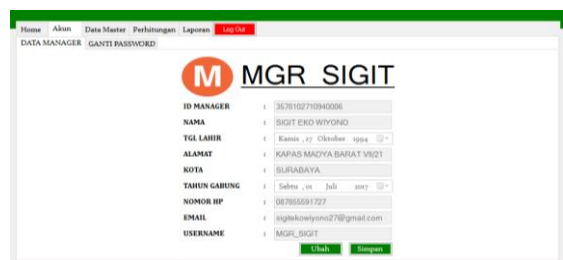 Home Akun Data Master Perhitungan Laporan Log Out
DATA MANAGER GANTI PASSWORD
M MGR SIGIT
ID MANAGER : 3578102710940006
NAMA : SIGIT EKO WIYONO
TGL LAHIR : Kamis , 27 Oktober 1994
ALAMAT : KAPAS MADYA BARAT VII/21
KOTA : SURABAYA
TAHUN GABUNG : Sabtu , 01 Juli 2017
NOMOR HP : 087855591727
EMAIL : sigitekowiyono27@gmail.com
USERNAME : MGR_SIGIT
Ubah Simpan